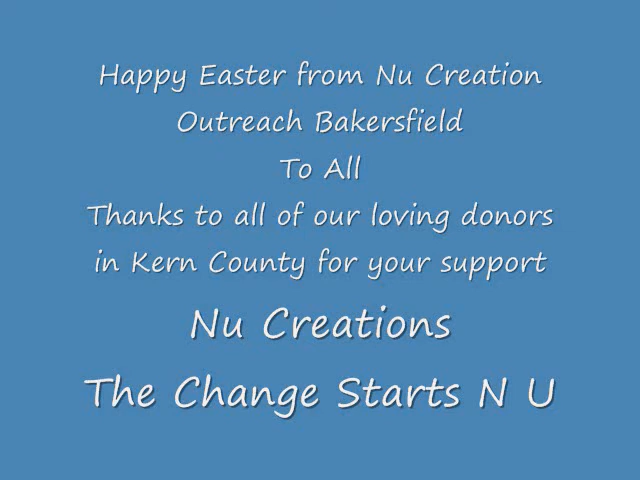 Happy Easter from Nu Creation
Outreach Bakersfield
To All
Thanks to all of our loving donors
in Kern County for your support
Nu Creations
The Change Starts N U